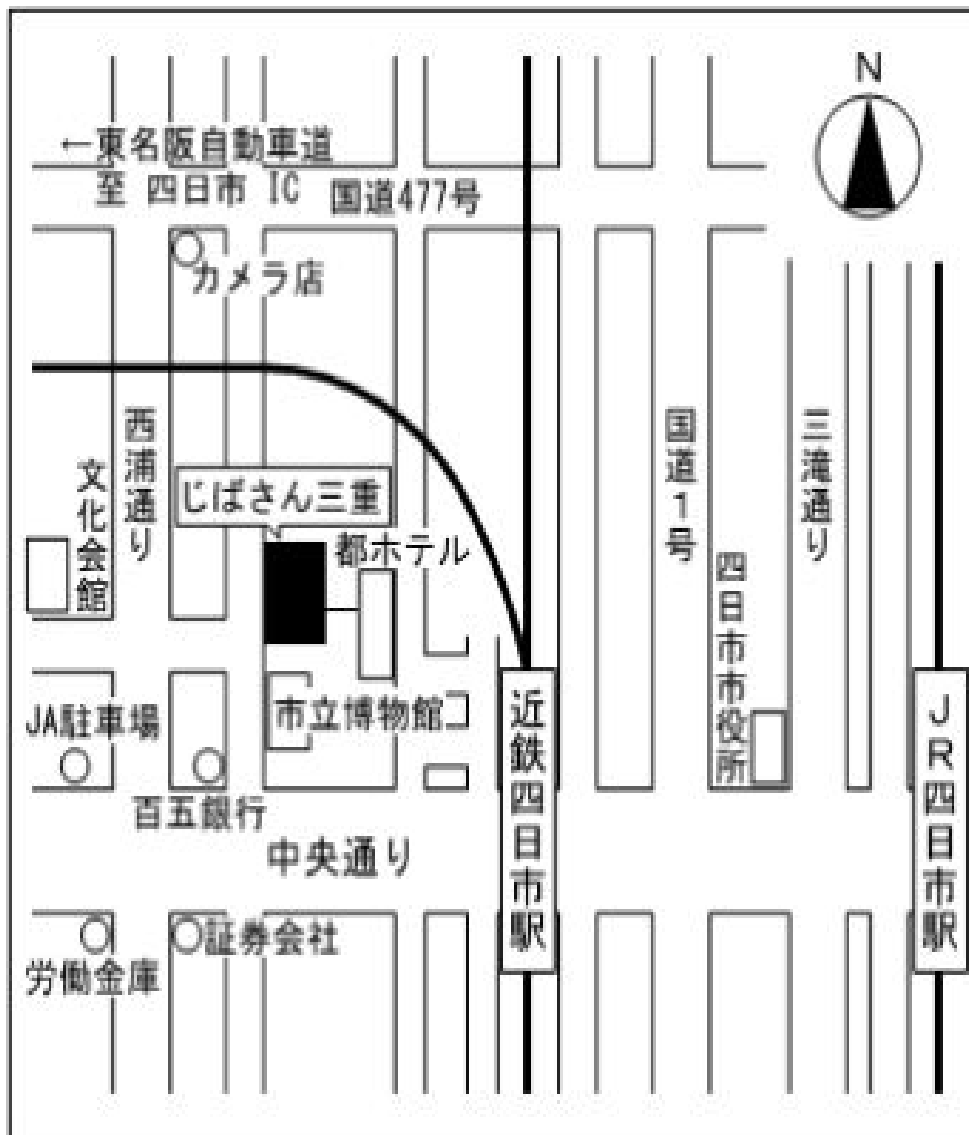 N
←東名阪自動車道
至 四日市 IC
国道477号
カメラ店
西浦通り
文化会館
じばさん三重
都ホテル
国道1号
三滝通り
四日市市役所
市立博物館
JA駐車場
近鉄四日市駅
JR四日市駅
百五銀行
中央通り
証券会社
労働金庫